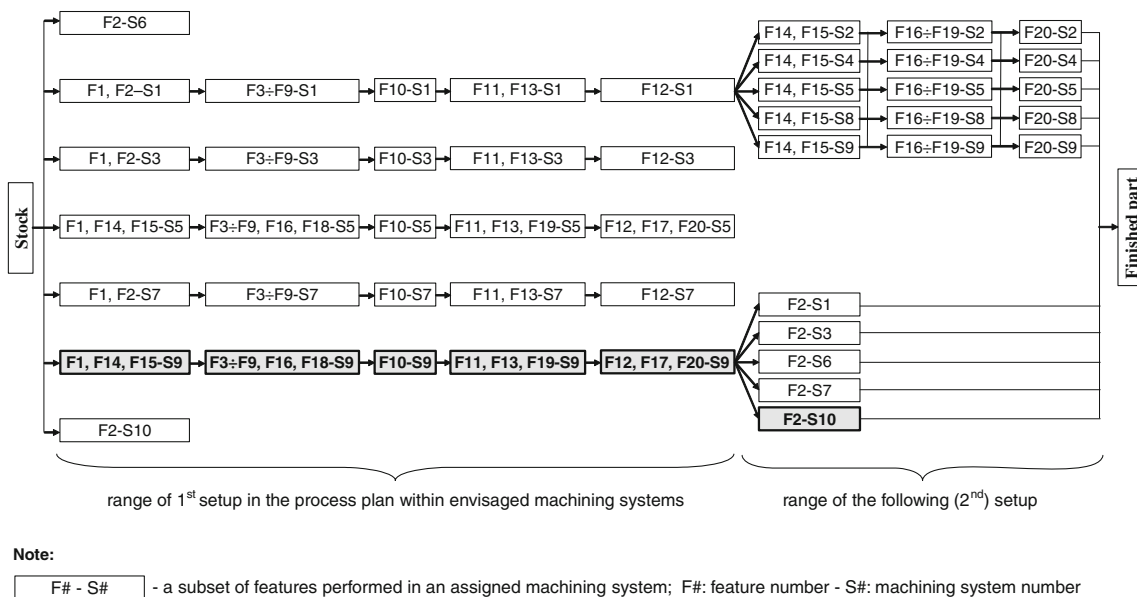 F2-S6
F14, F15-S2 F16÷F19-S2 F20-S2
F14, F15-S4 F16÷F19-S4 F20-S4
F1, F2–S1 F3÷F9-S1 F10-S1 F11, F13-S1 F12-S1 F14, F15-S5 F16÷F19-S5 F20-S5
F14, F15-S8 F16÷F19-S8 F20-S8
F14, F15-S9 F16÷F19-S9 F20-S9
F1, F2-S3 F3÷F9-S3 F10-S3 F11, F13-S3 F12-S3
Stock
F1, F14, F15-S5 F3÷F9, F16, F18-S5 F10-S5 F11, F13, F19-S5 F12, F17, F20-S5
Finished part
F1, F2-S7 F3÷F9-S7 F10-S7 F11, F13-S7 F12-S7
F2-S1
F2-S3
F1, F14, F15-S9 F3÷F9, F16, F18-S9 F10-S9 F11, F13, F19-S9 F12, F17, F20-S9 F2-S6
F2-S7
F2-S10
F2-S10
range of 1st setup in the process plan within envisaged machining systems range of the following (2nd) setup
Note:
F# - S# - a subset of features performed in an assigned machining system; F#: feature number - S#: machining system number